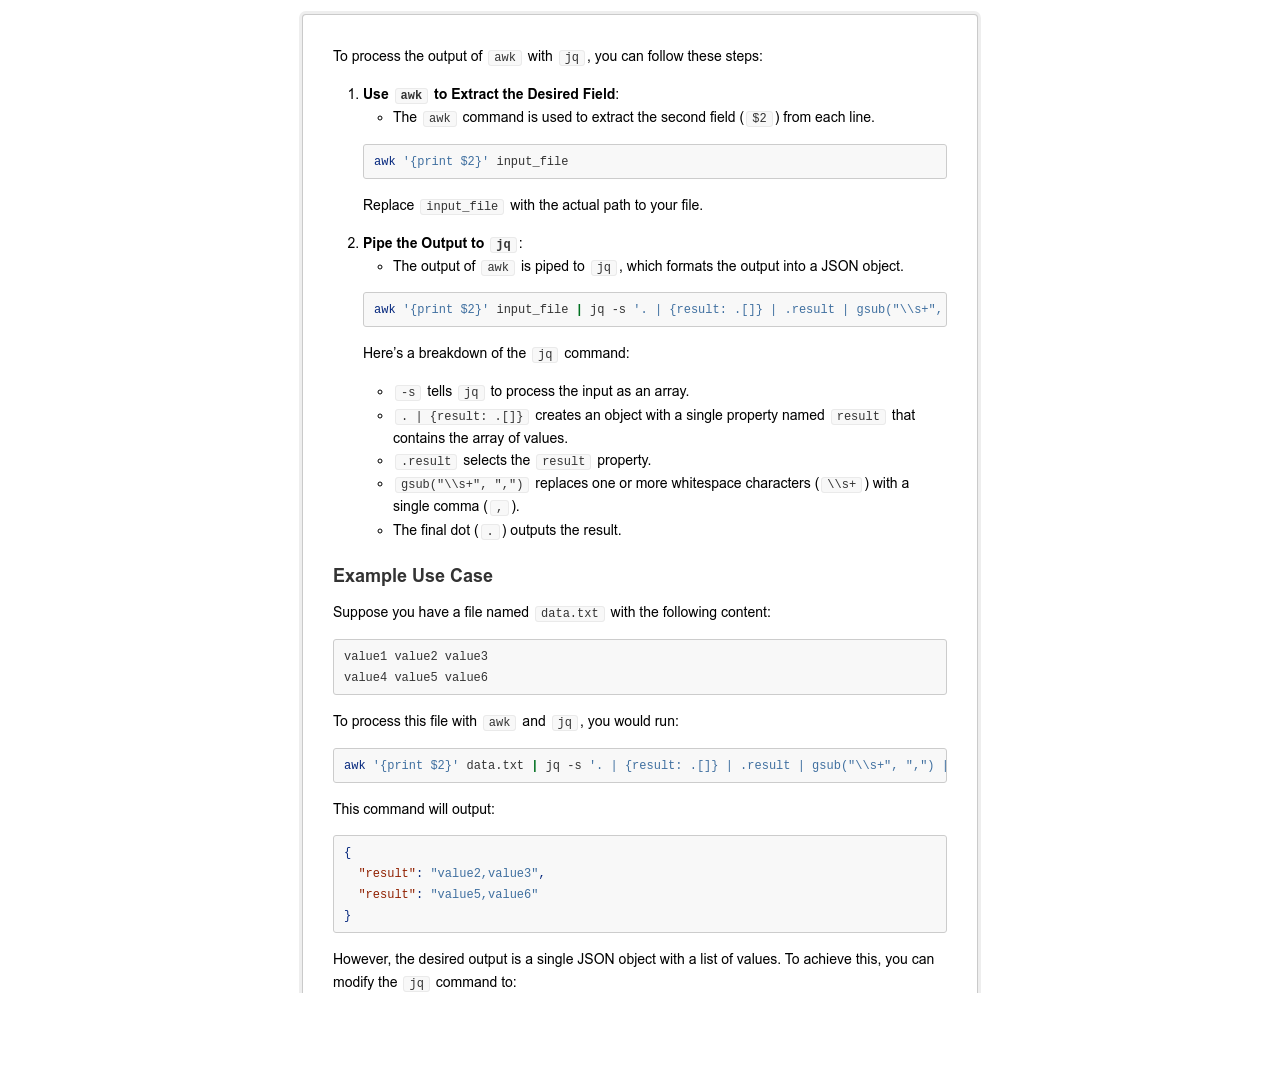 To process the output of awk with jq, you can follow these steps:
1. Use awk to Extract the Desired Field:
The awk command is used to extract the second field ($2) from each line.
awk '{print $2}' input_file
Replace input_file with the actual path to your file.
2. Pipe the Output to jq:
The output of awk is piped to jq, which formats the output into a JSON object.
awk '{print $2}' input_file | jq -s '. | {result: .[]} | .result | gsub("\\s+",
Here's a breakdown of the jq command:
-s tells jq to process the input as an array.
. | {result: .[]} creates an object with a single property named result that
contains the array of values.
.result selects the result property.
gsub("\\s+", ",") replaces one or more whitespace characters (\\s+) with a
single comma (,).
The final dot (.) outputs the result.
Example Use Case
Suppose you have a file named data.txt with the following content:
value1 value2 value3
value4 value5 value6
To process this file with awk and jq, you would run:
awk '{print $2}' data.txt | jq -s '. | {result: .[]} | .result | gsub("\\s+", ",") |
This command will output:
{
"result": "value2,value3",
"result": "value5,value6"
}
However, the desired output is a single JSON object with a list of values. To achieve this, you can
modify the jq command to: